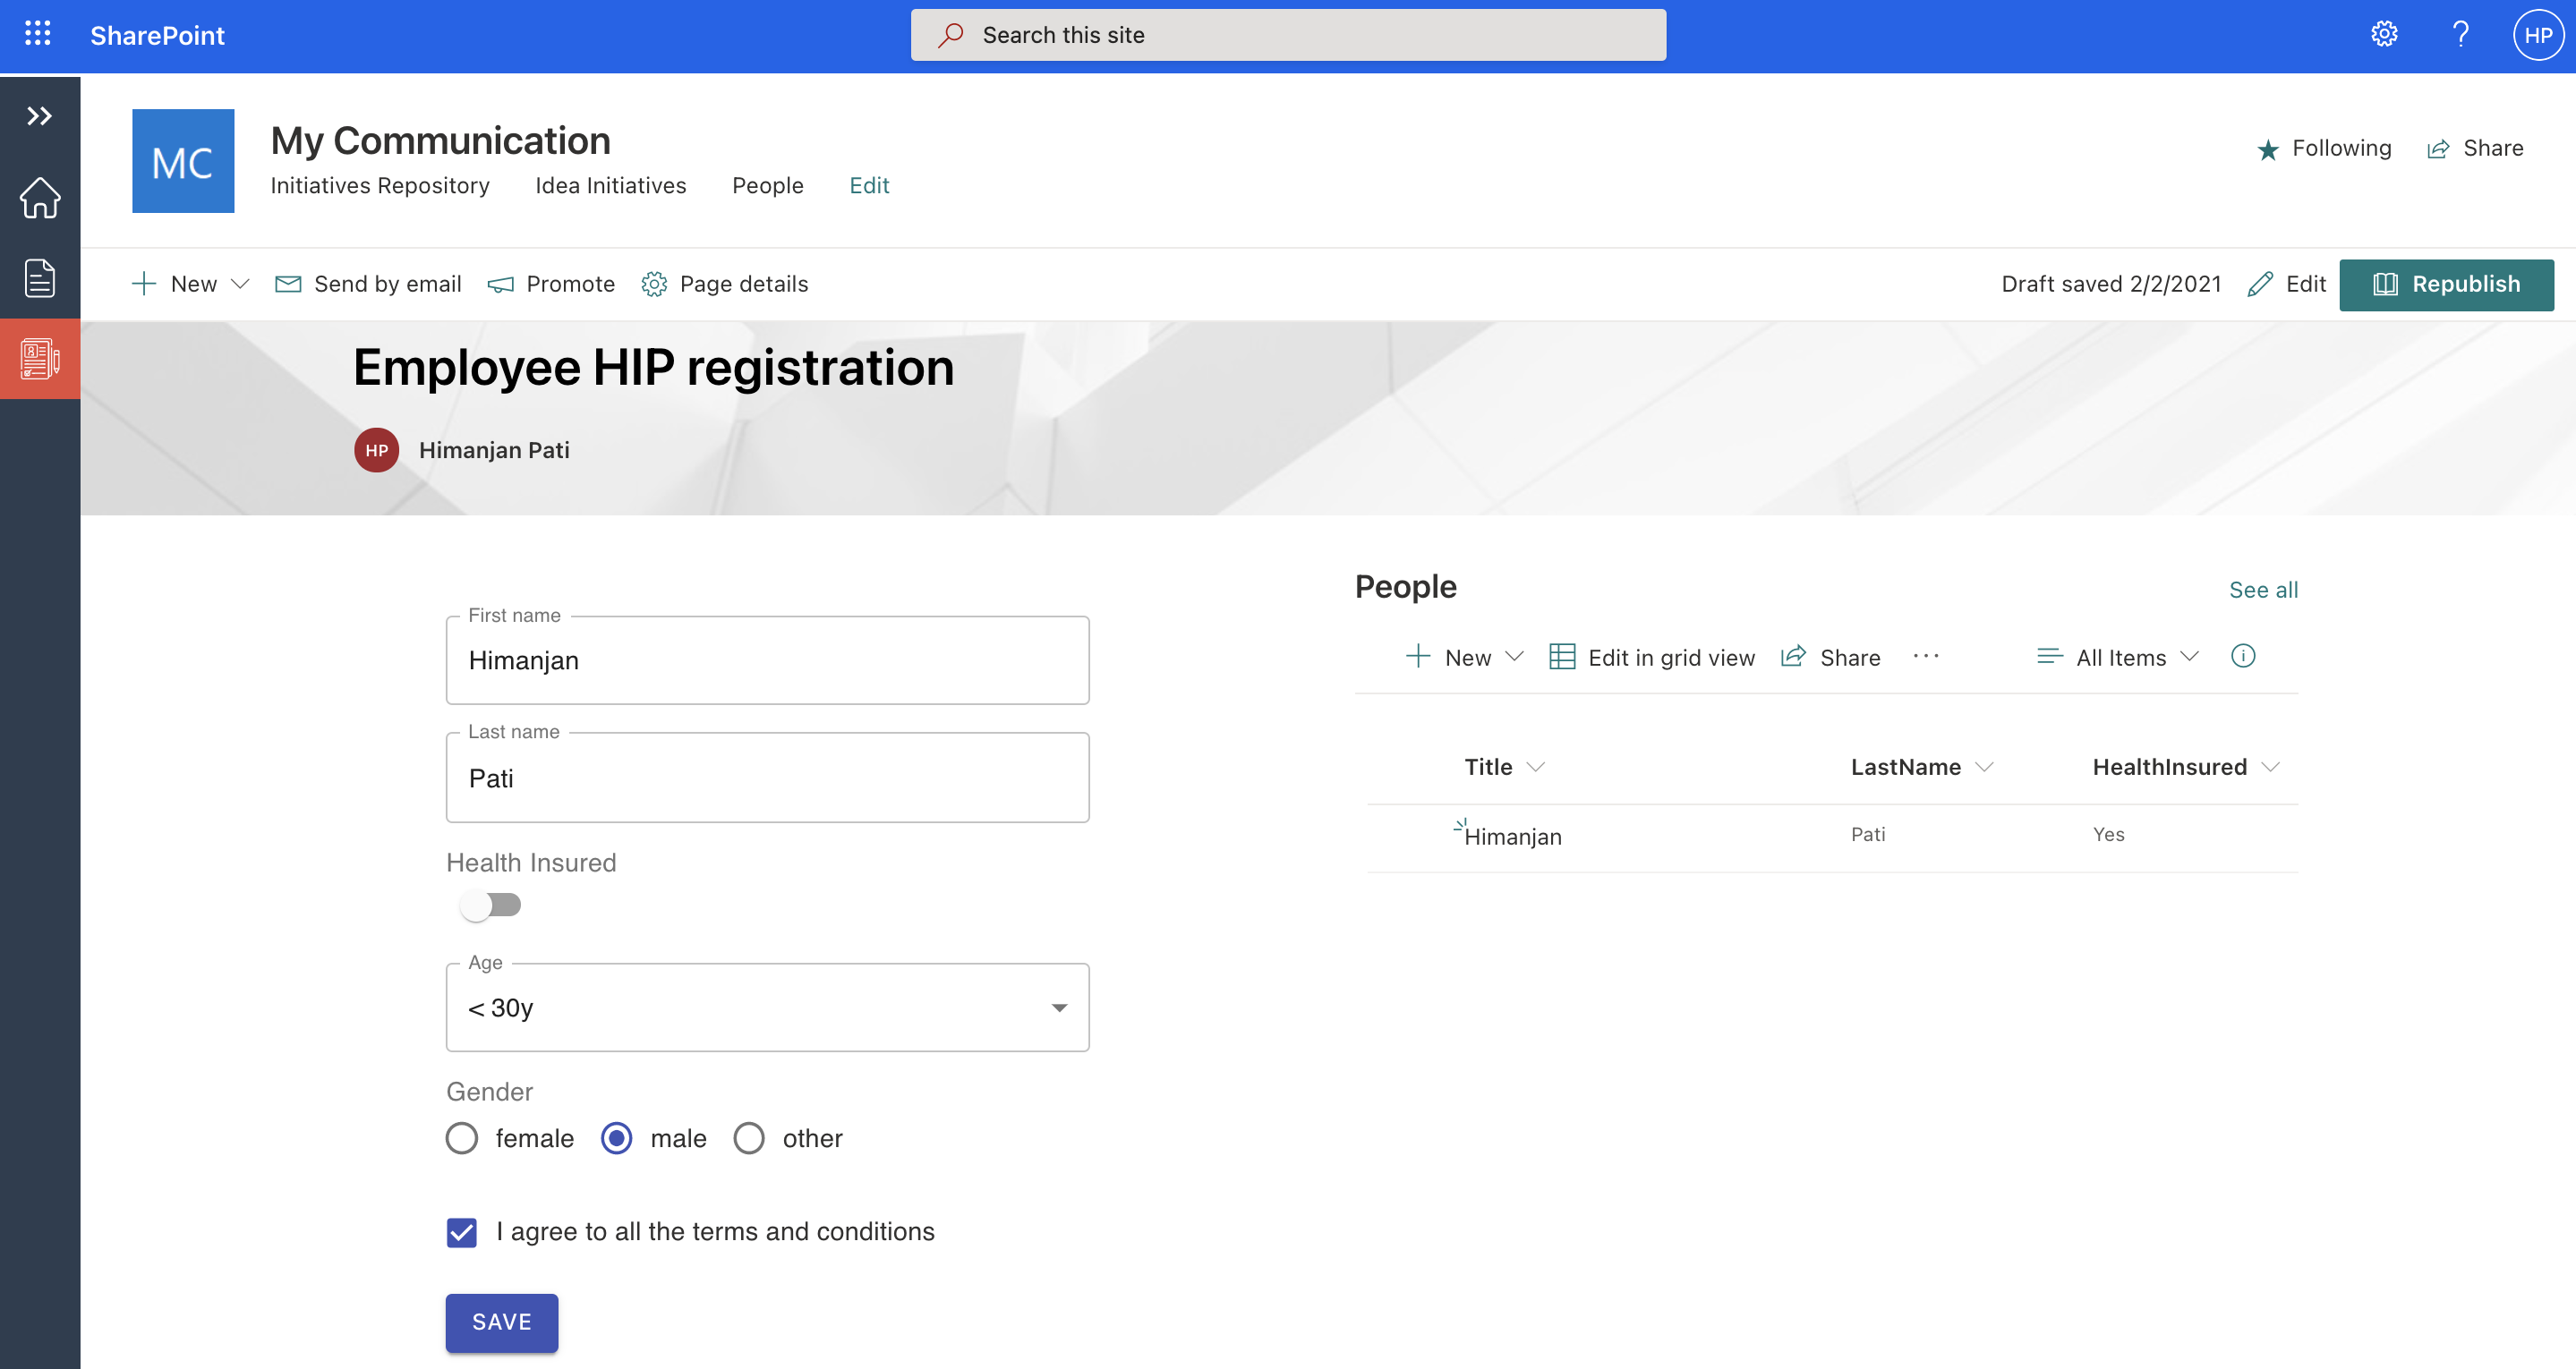 SharePoint
Search this site
HP
MC
My Communication
Initiatives Repository Idea Initiatives People Edit
Following Share
New Send by email Promote Page details
Draft saved 2/2/2021 Edit Republish
Employee HIP registration
HP Himanjan Pati
First name
Himanjan
Last name
Pati
Health Insured
Age
< 30y
Gender
female male other
I agree to all the terms and conditions
SAVE
People See all
New Edit in grid view Share ··· All Items
Title LastName HealthInsured
Himanjan Pati Yes